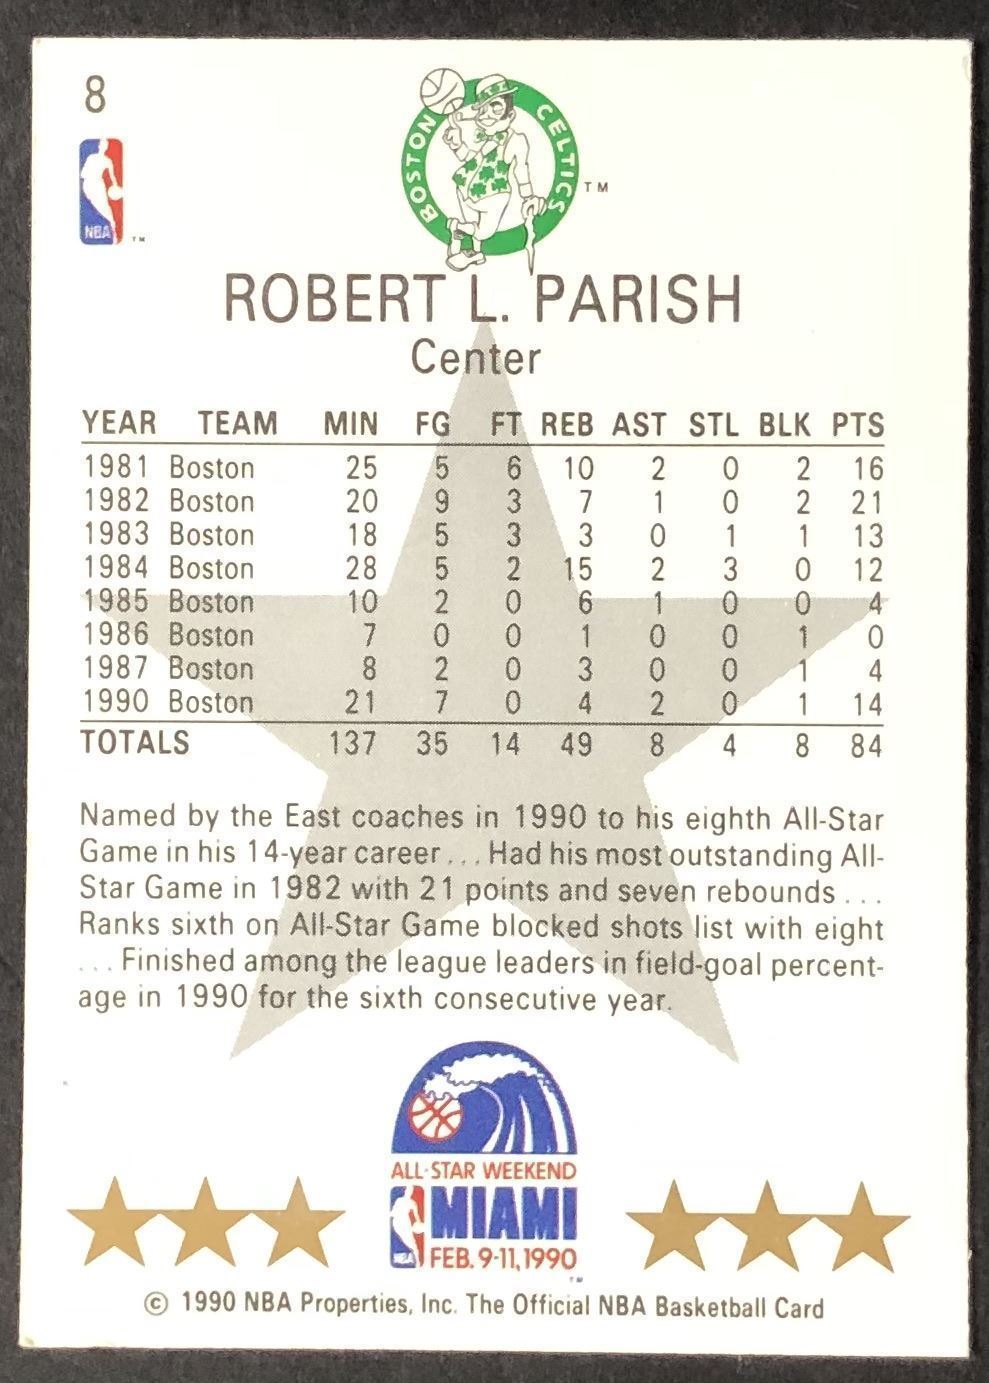 8
BOSTON CELTICS
TM
NBA
TM
ROBERT L. PARISH
Center
YEAR TEAM MIN FG FT REB AST STL BLK PTS
1981 Boston 25 5 6 10 2 0 2 16
1982 Boston 20 9 3 7 1 0 2 21
1983 Boston 18 5 3 3 0 1 1 13
1984 Boston 28 5 2 15 2 3 0 12
1985 Boston 10 2 0 6 1 0 0 4
1986 Boston 7 0 0 1 0 0 1 0
1987 Boston 8 2 0 3 0 0 1 4
1990 Boston 21 7 0 4 2 0 1 14
TOTALS 137 35 14 49 8 4 8 84
Named by the East coaches in 1990 to his eighth All-Star
Game in his 14-year career . . . Had his most outstanding All-
Star Game in 1982 with 21 points and seven rebounds . . .
Ranks sixth on All-Star Game blocked shots list with eight
. . . Finished among the league leaders in field-goal percent-
age in 1990 for the sixth consecutive year.
ALL-STAR WEEKEND
MIAMI
NBA FEB. 9-11, 1990
TM
© 1990 NBA Properties, Inc. The Official NBA Basketball Card